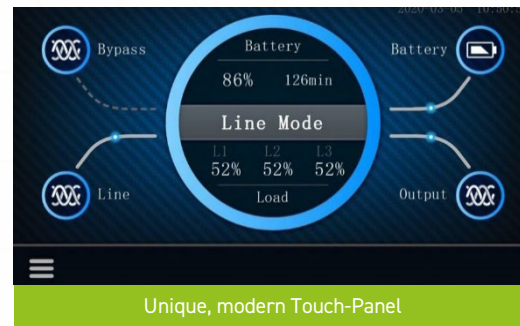 Bypass
Battery
Battery
86% 126min
Line Mode
L1 L2 L3
52% 52% 52%
Line
Load
Output
Unique, modern Touch-Panel